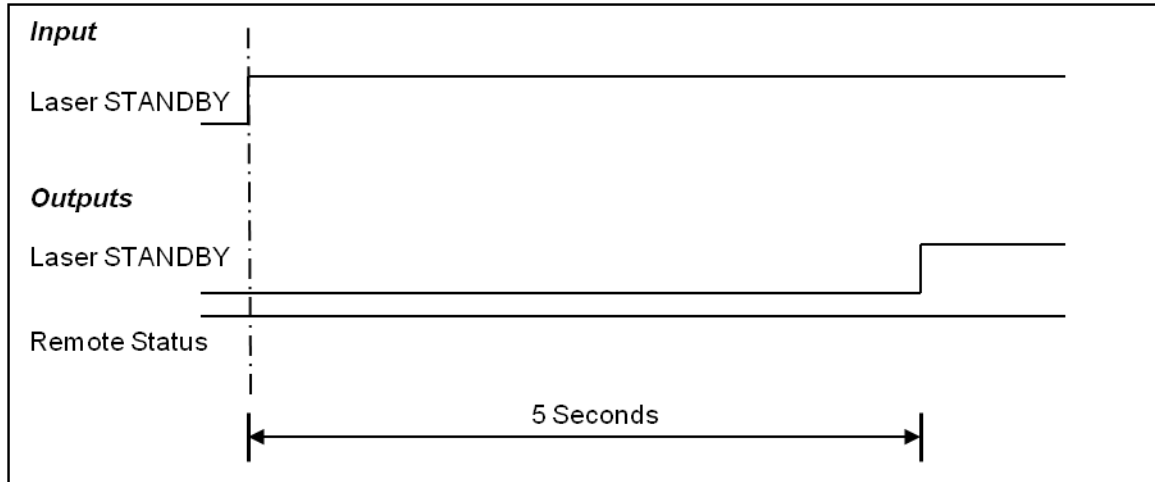 Input
Laser STANDBY
Outputs
Laser STANDBY
Remote Status
5 Seconds